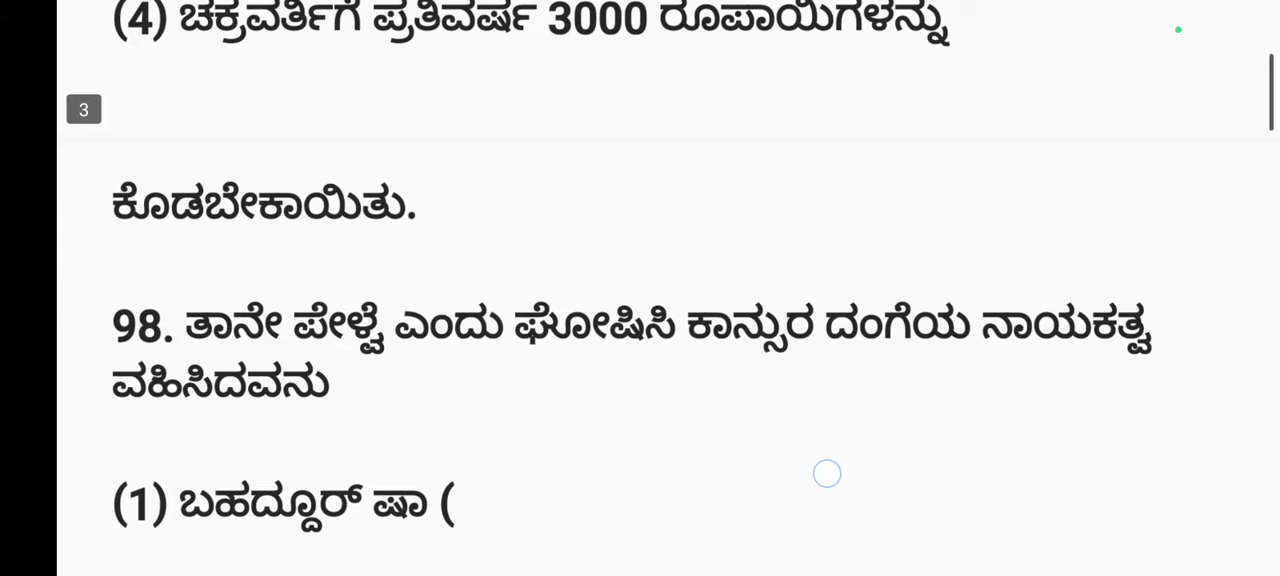 (4) ಚಕ್ರವರ್ತಿಗೆ ಪ್ರತಿವರ್ಷ 3000 ರೂಪಾಯಿಗಳನ್ನು
3
ಕೊಡಬೇಕಾಯಿತು.
98. ತಾನೇ ಪೇಳ್ವೆ ಎಂದು ಘೋಷಿಸಿ ಕಾನ್ಸುರ ದಂಗೆಯ ನಾಯಕತ್ವ
ವಹಿಸಿದವನು
(1) ಬಹದ್ದೂರ್ ಷಾ (